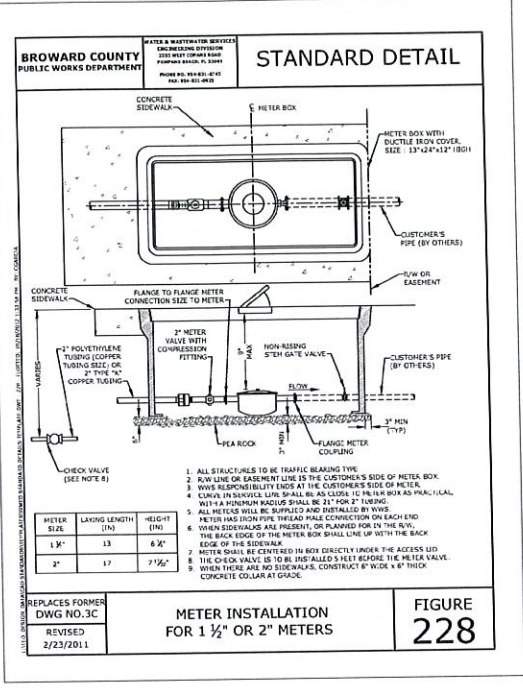 BROWARD COUNTY
PUBLIC WORKS DEPARTMENT
WATER & WASTEWATER SERVICES
ENGINEERING DIVISION
2555 WEST COPANS ROAD
POMPANO BEACH, FL 33069
PHONE NO. 954-831-0745
STANDARD DETAIL
CONCRETE
SIDEWALK
℄ METER BOX
METER BOX WITH
DUCTILE IRON COVER,
SIZE : 13"x24"x12" HIGH
CUSTOMER'S
PIPE (BY OTHERS)
R/W OR
EASEMENT
CONCRETE
SIDEWALK
FLANGE TO FLANGE METER
CONNECTION SIZE TO METER
2" POLYETHYLENE
TUBING (COPPER
TUBING SIZE) OR
2" TYPE "K"
COPPER TUBING
2" METER
VALVE WITH
COMPRESSION
FITTING
MAX
NON-RISING
STEM GATE VALVE
CUSTOMER'S PIPE
(BY OTHERS)
VARIES
FLOW
3" MIN
(TYP)
PEA ROCK
FLANGE METER
COUPLING
CHECK VALVE
(SEE NOTE 8)
1. ALL STRUCTURES TO BE TRAFFIC BEARING TYPE
2. R/W LINE OR EASEMENT LINE IS THE CUSTOMER'S SIDE OF METER BOX.
3. WWS RESPONSIBILITY ENDS AT THE CUSTOMER'S SIDE OF METER.
4. CURVE IN SERVICE LINE SHALL BE AS CLOSE TO METER BOX AS PRACTICAL,
WITH A MINIMUM RADIUS SHALL BE 21" FOR 2" TUBING.
5. ALL METERS WILL BE SUPPLIED AND INSTALLED BY WWS.
METER HAS IRON PIPE THREAD MALE CONNECTION ON EACH END
6. WHEN SIDEWALKS ARE PRESENT, OR PLANNED FOR IN THE R/W,
THE BACK EDGE OF THE METER BOX SHALL LINE UP WITH THE BACK
EDGE OF THE SIDEWALK
7. METER SHALL BE CENTERED IN BOX DIRECTLY UNDER THE ACCESS LID
8. THE CHECK VALVE IS TO BE INSTALLED 5 FEET BEFORE THE METER VALVE.
9. WHEN THERE ARE NO SIDEWALKS, CONSTRUCT 6" WIDE x 6" THICK
CONCRETE COLLAR AT GRADE.
METER SIZE LAYING LENGTH (IN) HEIGHT (IN)
1 ½" 13
2" 17
REPLACES FORMER
DWG NO.3C
REVISED
2/23/2011
METER INSTALLATION
FOR 1 ½" OR 2" METERS
FIGURE
228